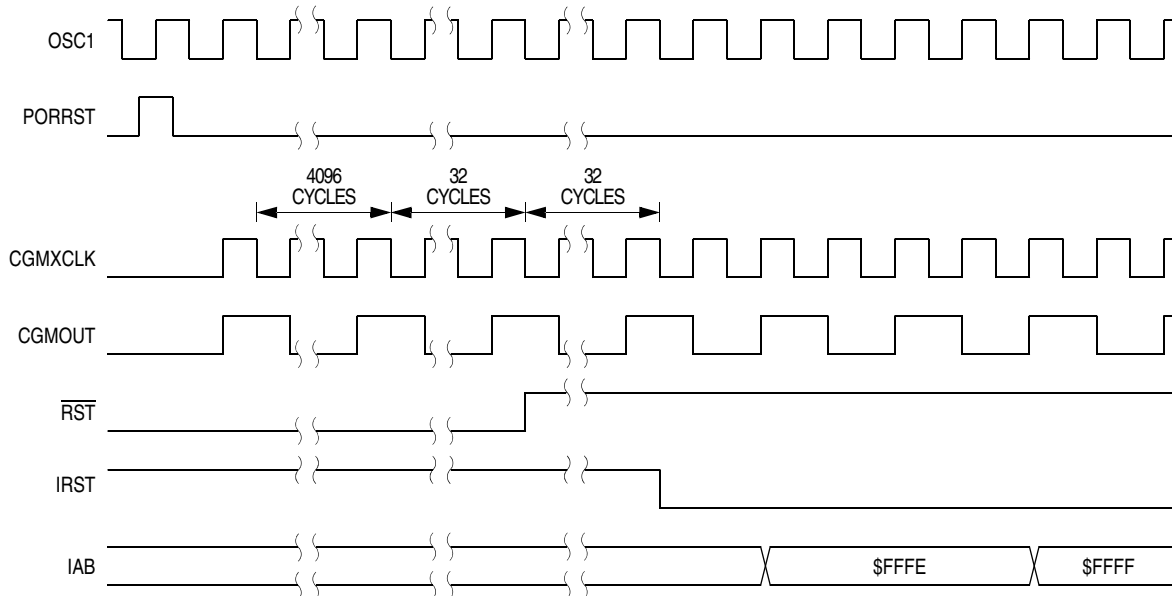 OSC1
PORRST
4096
CYCLES
32
CYCLES
32
CYCLES
CGMXCLK
CGMOUT
RST
IRST
IAB
$FFFE
$FFFF